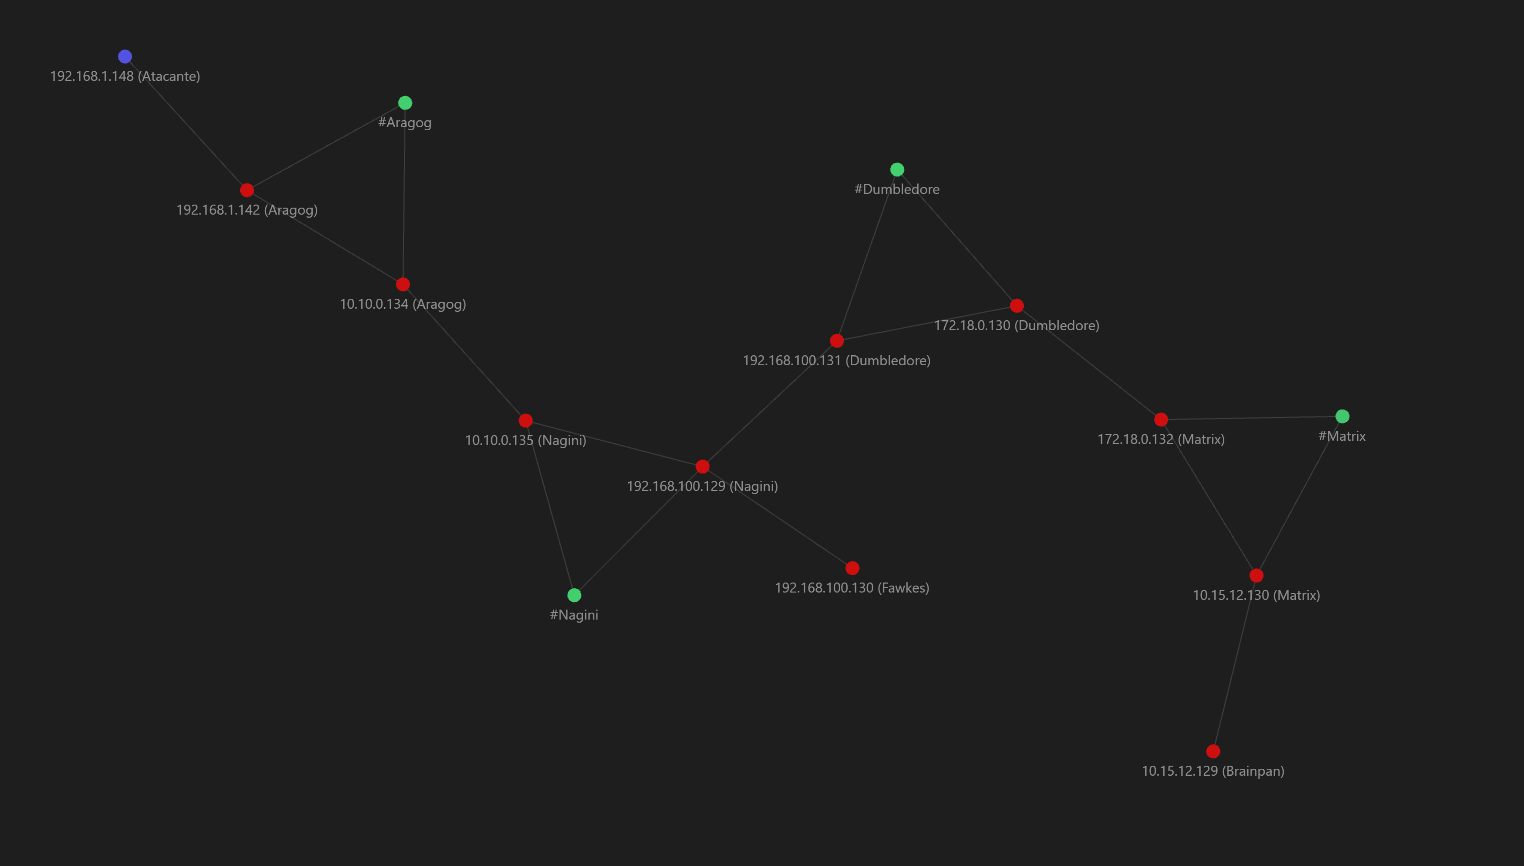 192.168.1.148 (Atacante)
#Aragog
192.168.1.142 (Aragog)
10.10.0.134 (Aragog)
#Dumbledore
172.18.0.130 (Dumbledore)
192.168.100.131 (Dumbledore)
10.10.0.135 (Nagini)
192.168.100.129 (Nagini)
172.18.0.132 (Matrix)
#Matrix
192.168.100.130 (Fawkes)
#Nagini
10.15.12.130 (Matrix)
10.15.12.129 (Brainpan)